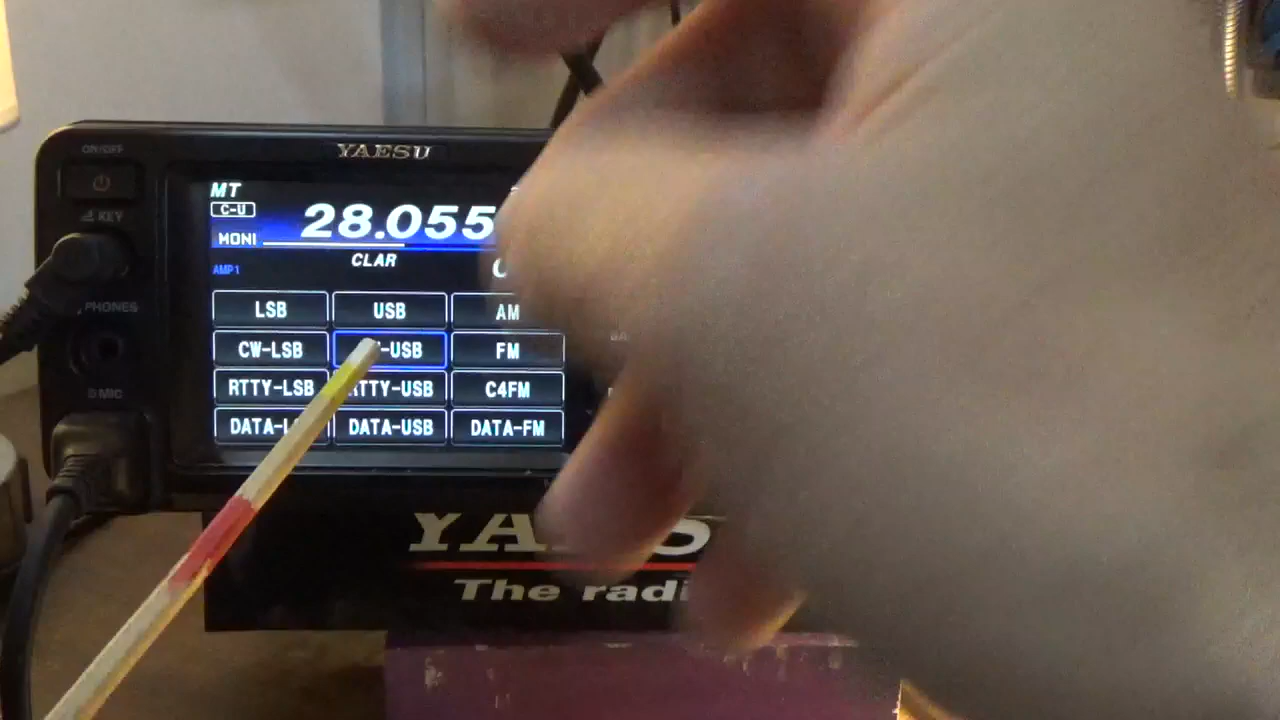 YAESU
ON/OFF
MT
C-U
28.055
KEY
MONI
CLAR
AMP1
PHONES
LSB USB AM
CW-LSB -USB FM
RTTY-LSB RTTY-USB C4FM
MIC
DATA-L DATA-USB DATA-FM
YAESU
The radi